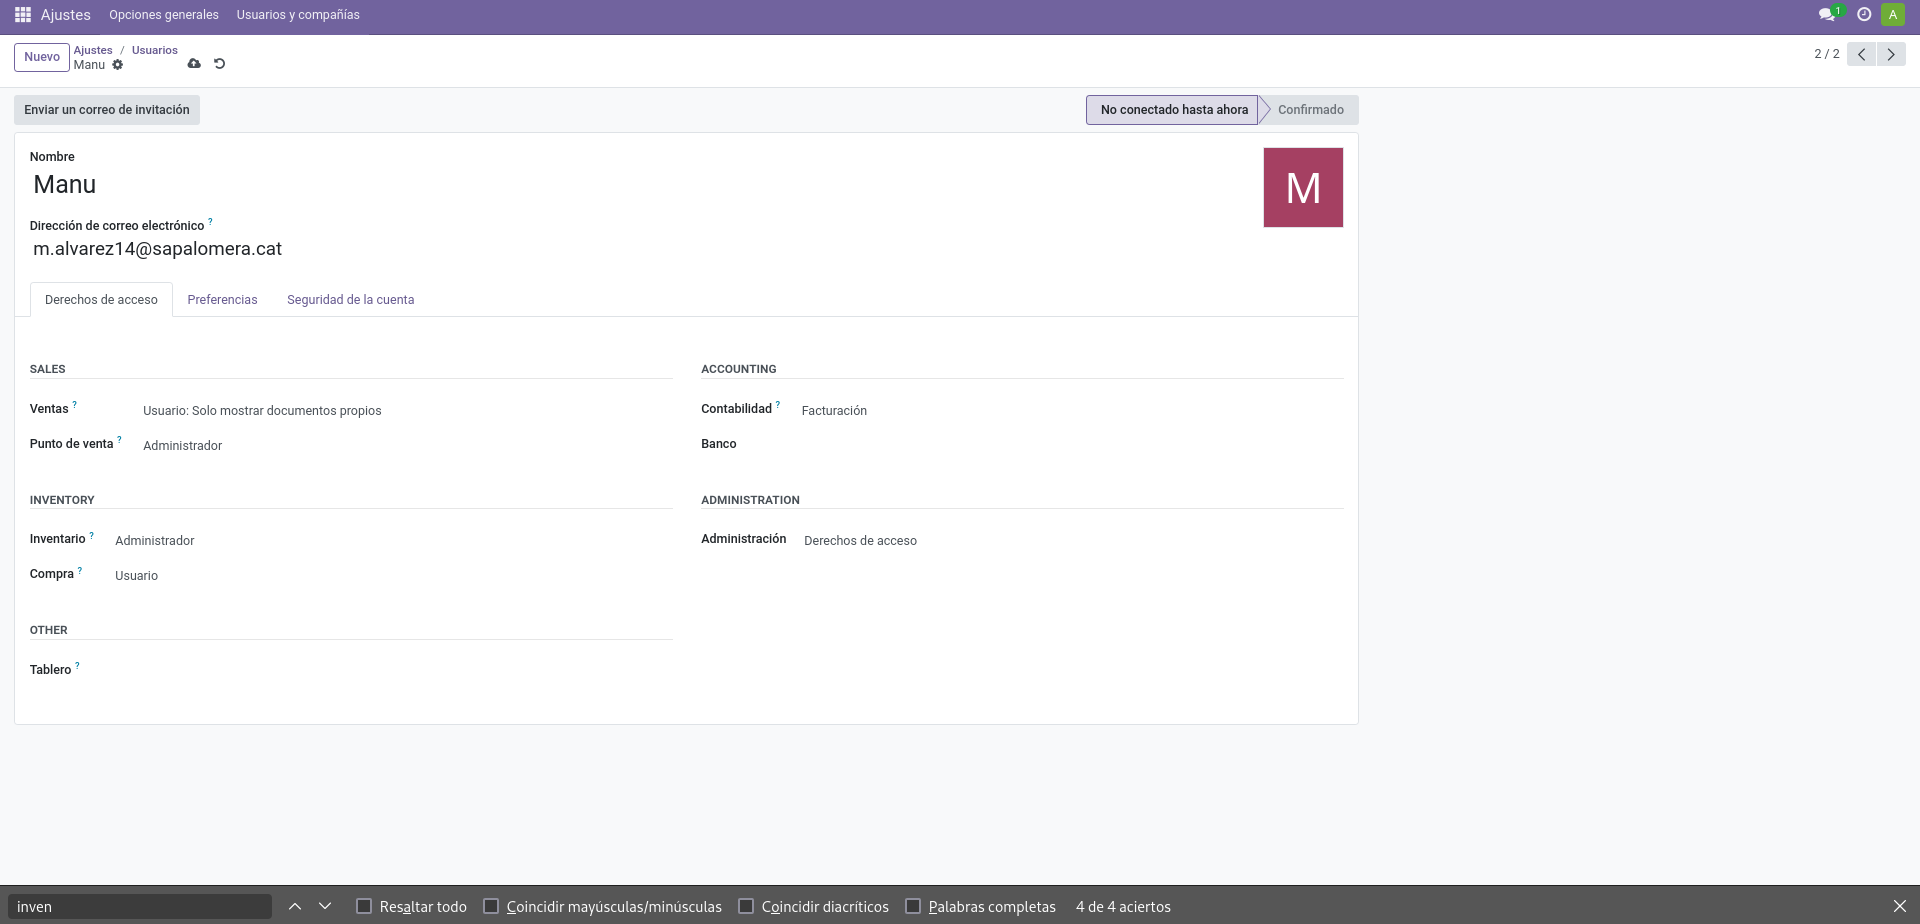 Ajustes Opciones generales Usuarios y compañías 1 A
Nuevo Ajustes / Usuarios
Manu
2 / 2
Enviar un correo de invitación No conectado hasta ahora Confirmado
Nombre
Manu
M
Dirección de correo electrónico ?
m.alvarez14@sapalomera.cat
Derechos de acceso Preferencias Seguridad de la cuenta
SALES
Ventas ? Usuario: Solo mostrar documentos propios
Punto de venta ? Administrador
ACCOUNTING
Contabilidad ? Facturación
Banco
INVENTORY
Inventario ? Administrador
Compra ? Usuario
ADMINISTRATION
Administración Derechos de acceso
OTHER
Tablero ?
inven Resaltar todo Coincidir mayúsculas/minúsculas Coincidir diacríticos Palabras completas 4 de 4 aciertos